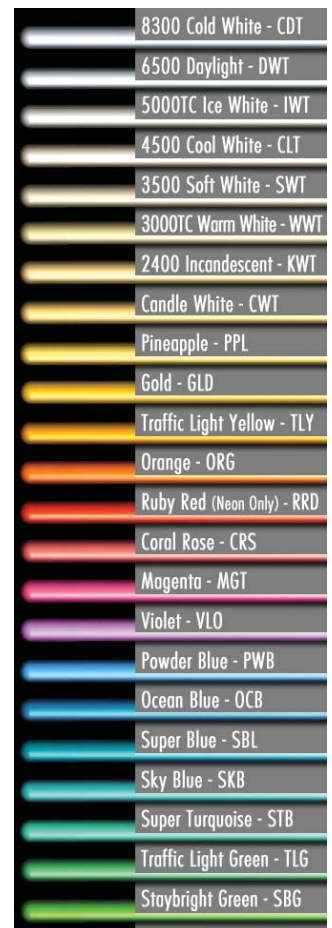 8300 Cold White - CDT
6500 Daylight - DWT
5000TC Ice White - IWT
4500 Cool White - CLT
3500 Soft White - SWT
3000TC Warm White - WWT
2400 Incandescent - KWT
Candle White - CWT
Pineapple - PPL
Gold - GLD
Traffic Light Yellow - TLY
Orange - ORG
Ruby Red (Neon Only) - RRD
Coral Rose - CRS
Magenta - MGT
Violet - VLO
Powder Blue - PWB
Ocean Blue - OCB
Super Blue - SBL
Sky Blue - SKB
Super Turquoise - STB
Traffic Light Green - TLG
Staybright Green - SBG